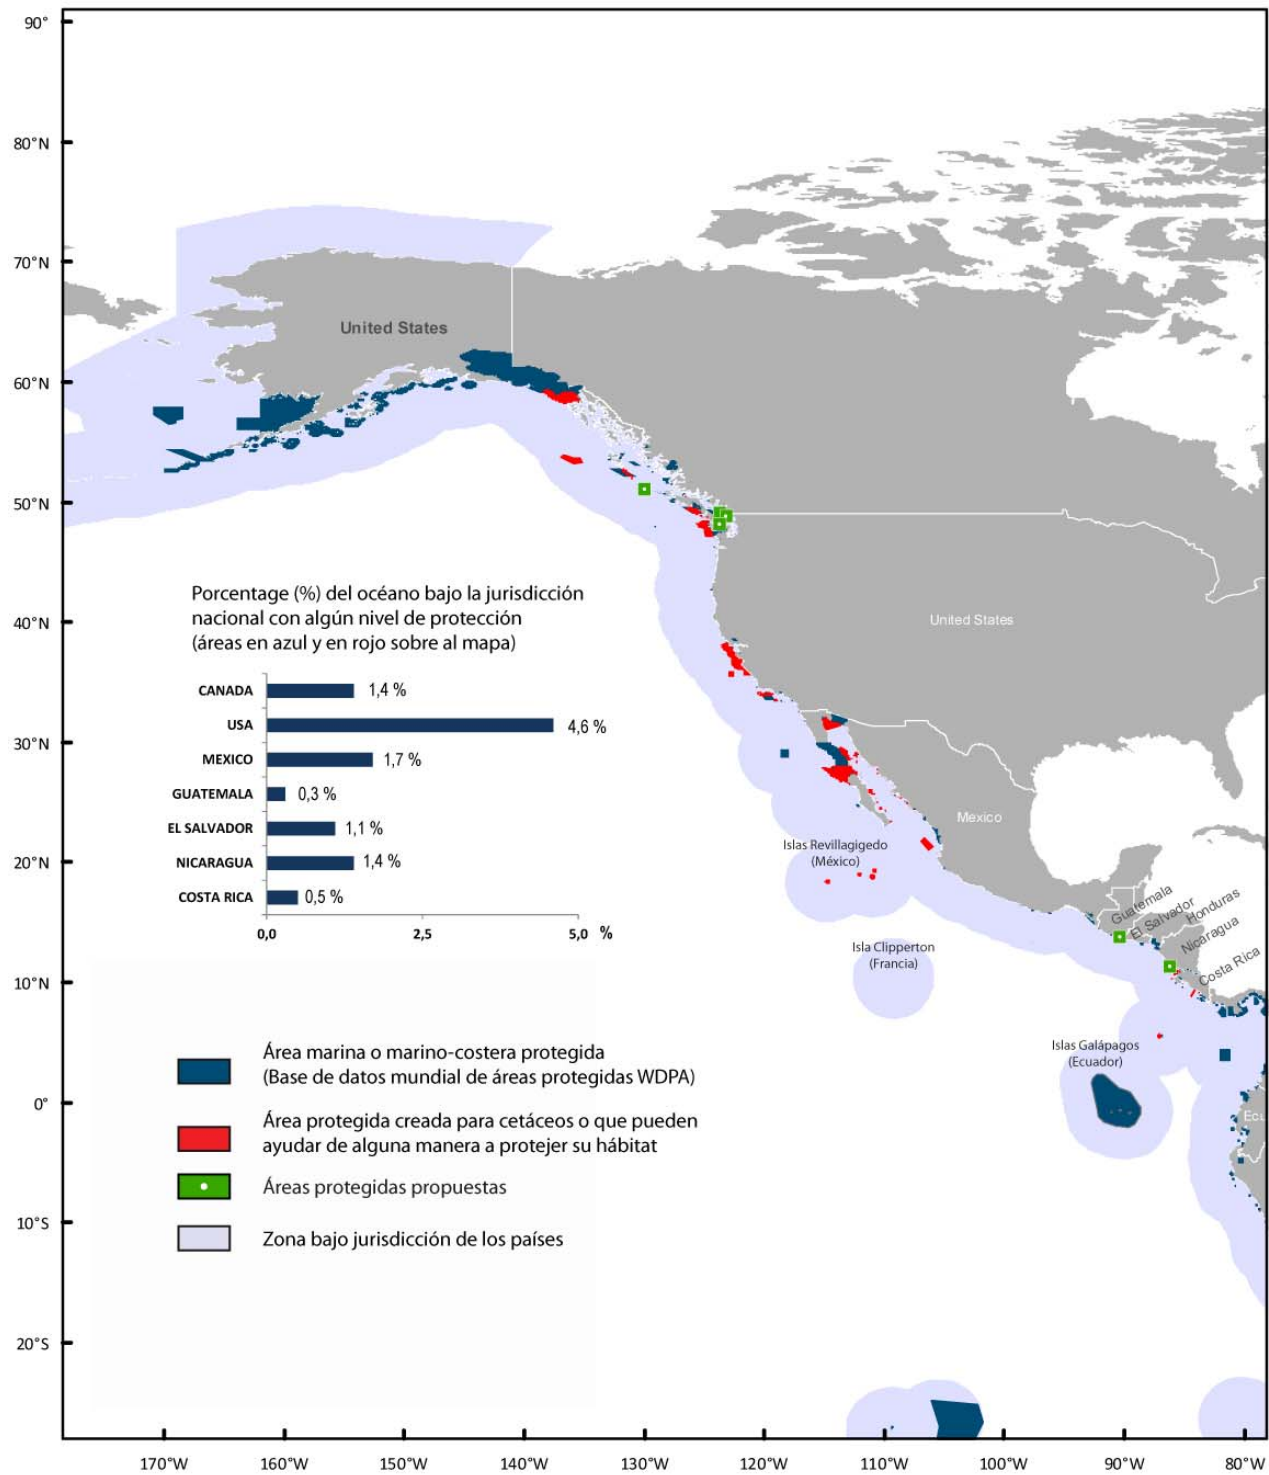 90°
80°N
70°N
United States
60°N
50°N
Porcentage (%) del océano bajo la jurisdicción
nacional con algún nivel de protección
(áreas en azul y en rojo sobre al mapa)
40°N
United States
CANADA 1,4 %
USA 4,6 %
30°N
MEXICO 1,7 %
GUATEMALA 0,3 %
EL SALVADOR 1,1 %
NICARAGUA 1,4 %
COSTA RICA 0,5 %
0,0 2,5 5,0 %
Mexico
Islas Revillagigedo
(México)
20°N
Guatemala
El Salvador
Honduras
Nicaragua
Costa Rica
Isla Clipperton
(Francia)
10°N
Islas Galápagos
(Ecuador)
Área marina o marino-costera protegida
(Base de datos mundial de áreas protegidas WDPA)
0°
Ecu
Área protegida creada para cetáceos o que pueden
ayudar de alguna manera a protejer su hábitat
Áreas protegidas propuestas
10°S
Zona bajo jurisdicción de los países
20°S
170°W 160°W 150°W 140°W 130°W 120°W 110°W 100°W 90°W 80°W